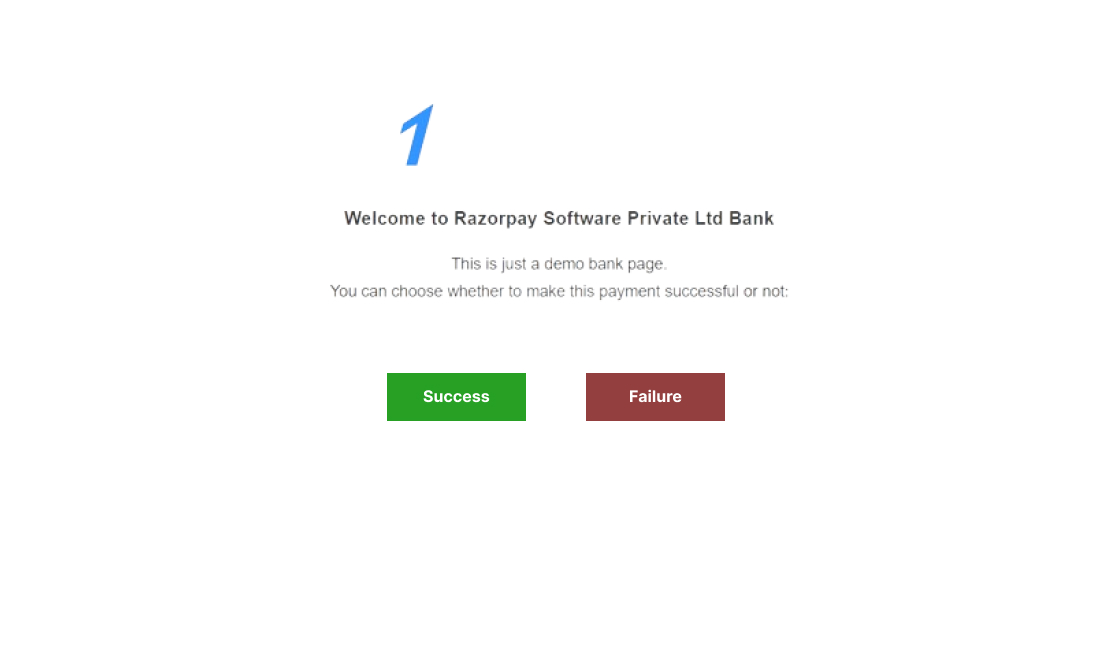 Welcome to Razorpay Software Private Ltd Bank
This is just a demo bank page.
You can choose whether to make this payment successful or not:
Success
Failure